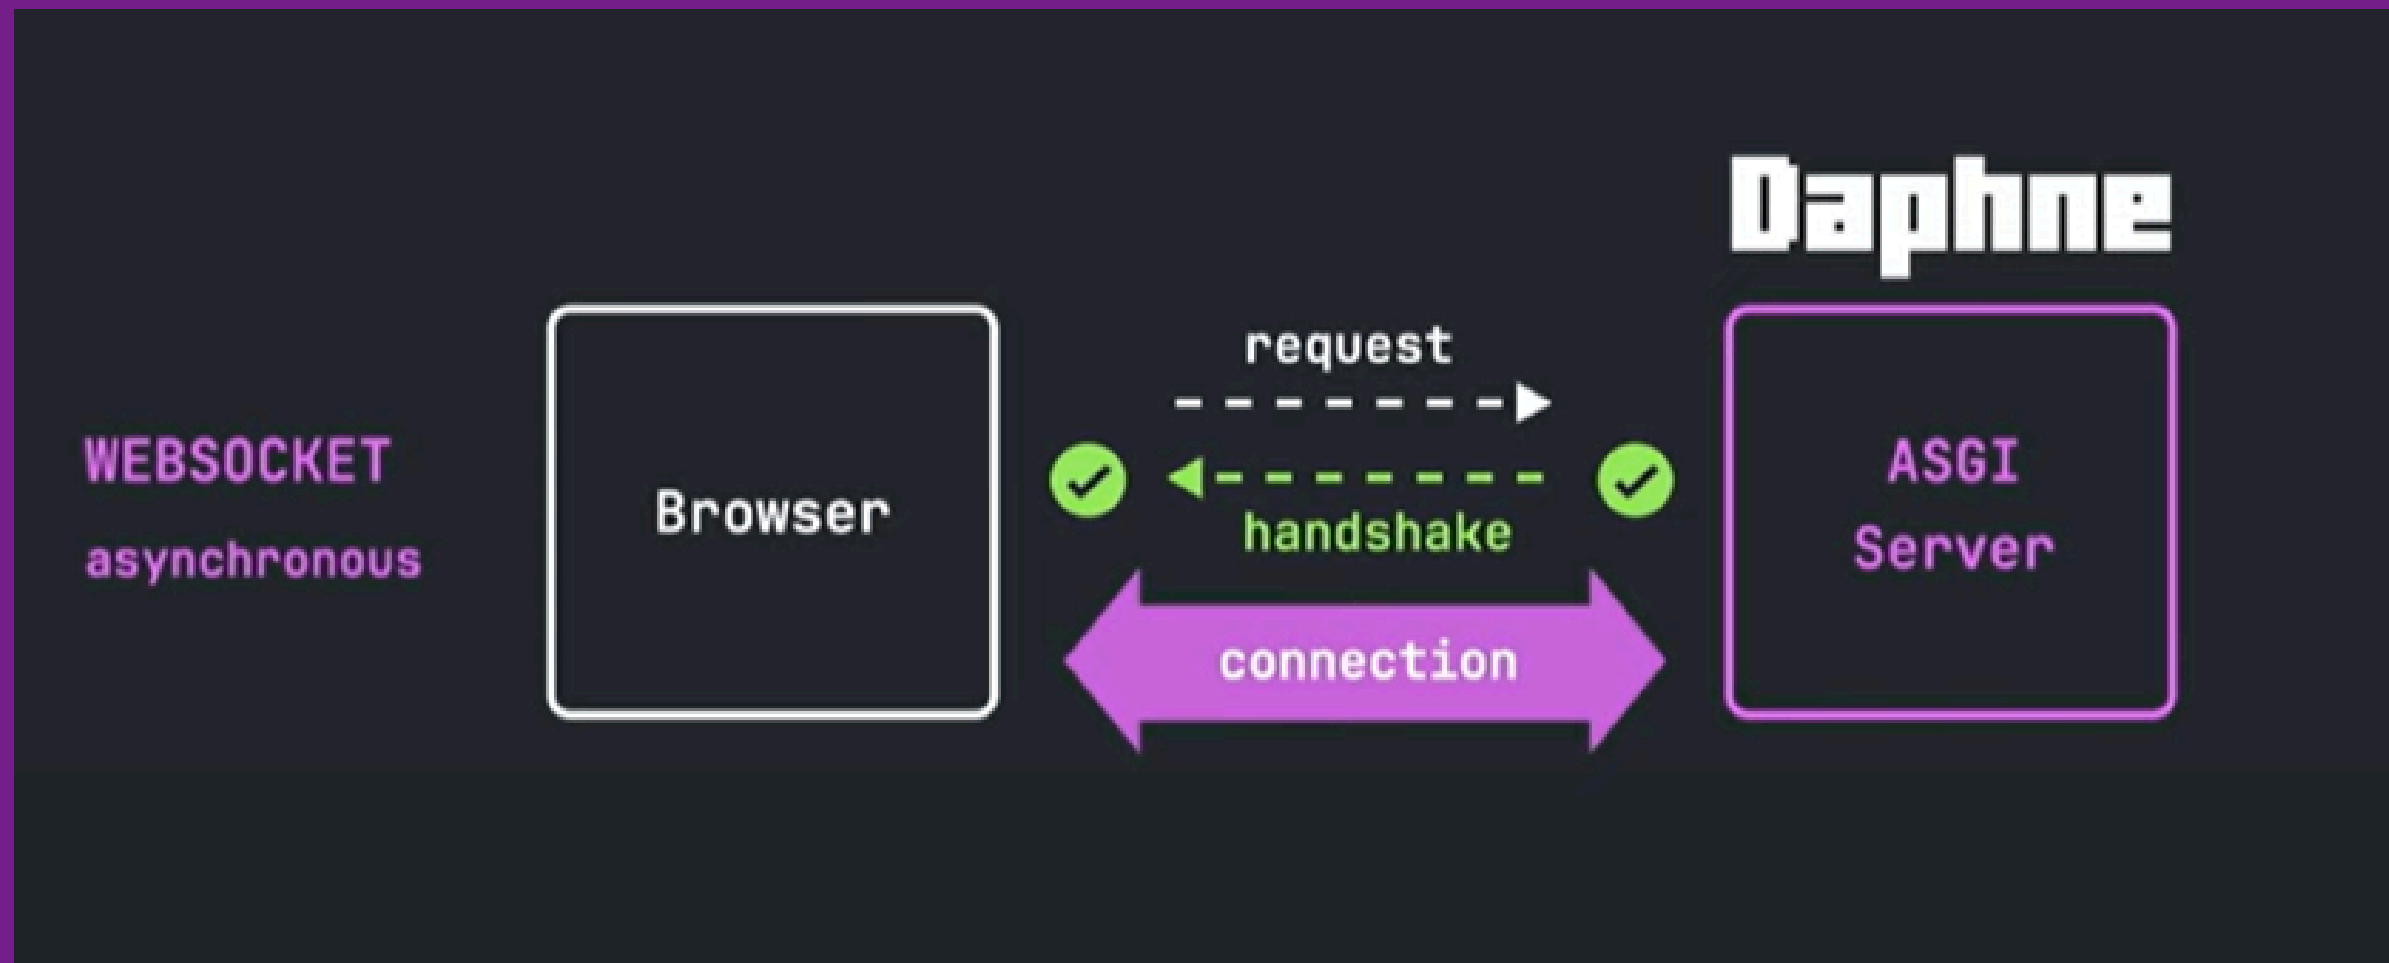 Daphne
WEBSOCKET
asynchronous
Browser
request
handshake
connection
ASGI
Server